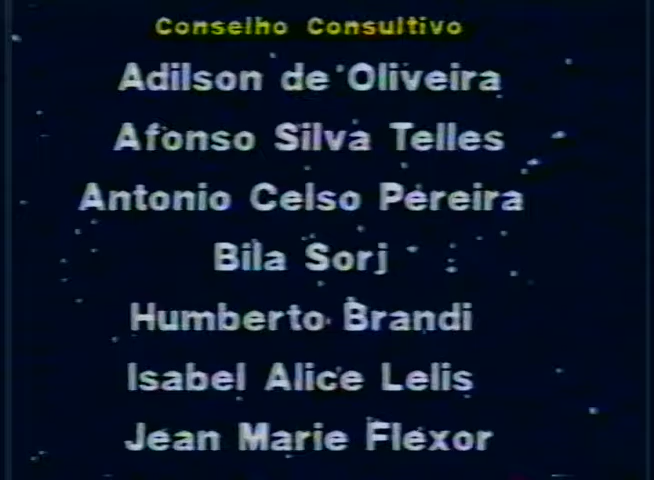 Conselho Consultivo
Adilson de Oliveira
Afonso Silva Telles
Antonio Celso Pereira
Bila Sorj
Humberto Brandi
Isabel Alice Lelis
Jean Marie Flexor